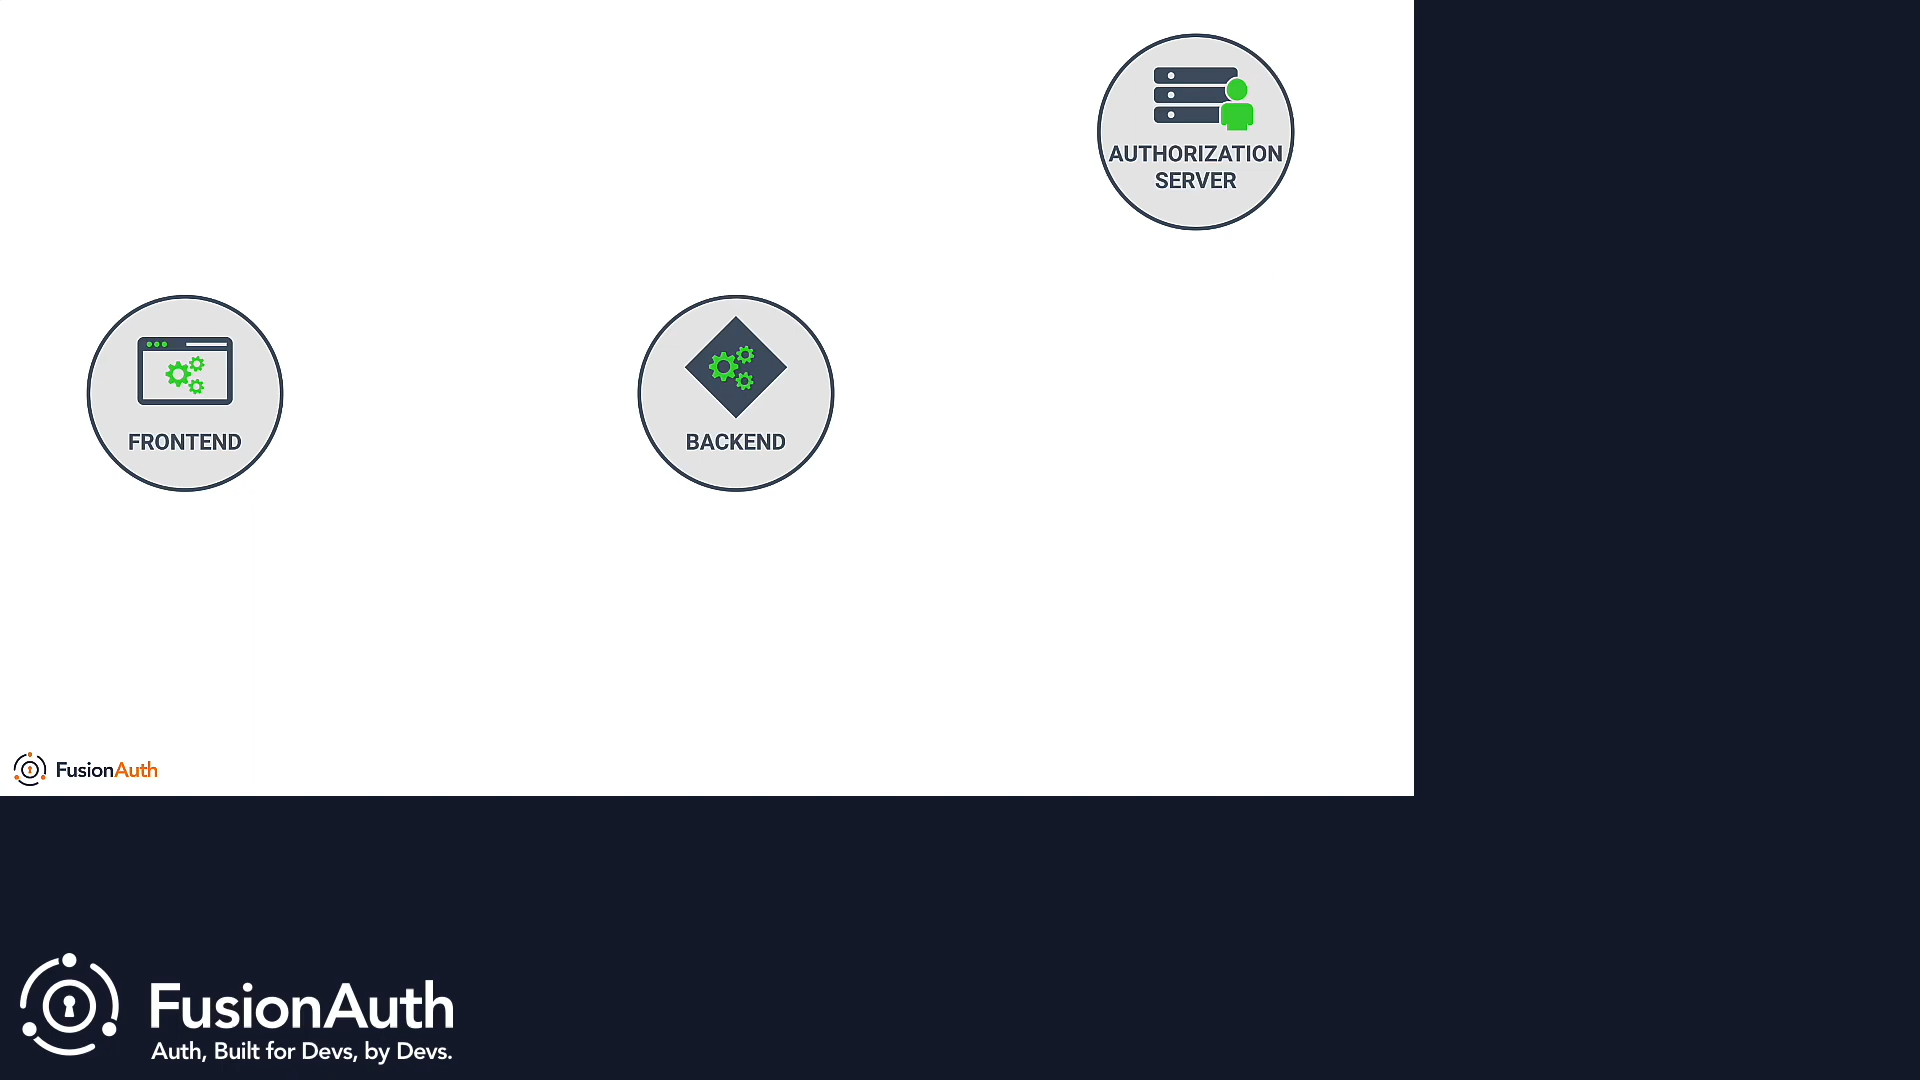 AUTHORIZATION
SERVER
FRONTEND
BACKEND
FusionAuth
FusionAuth
Auth, Built for Devs, by Devs.